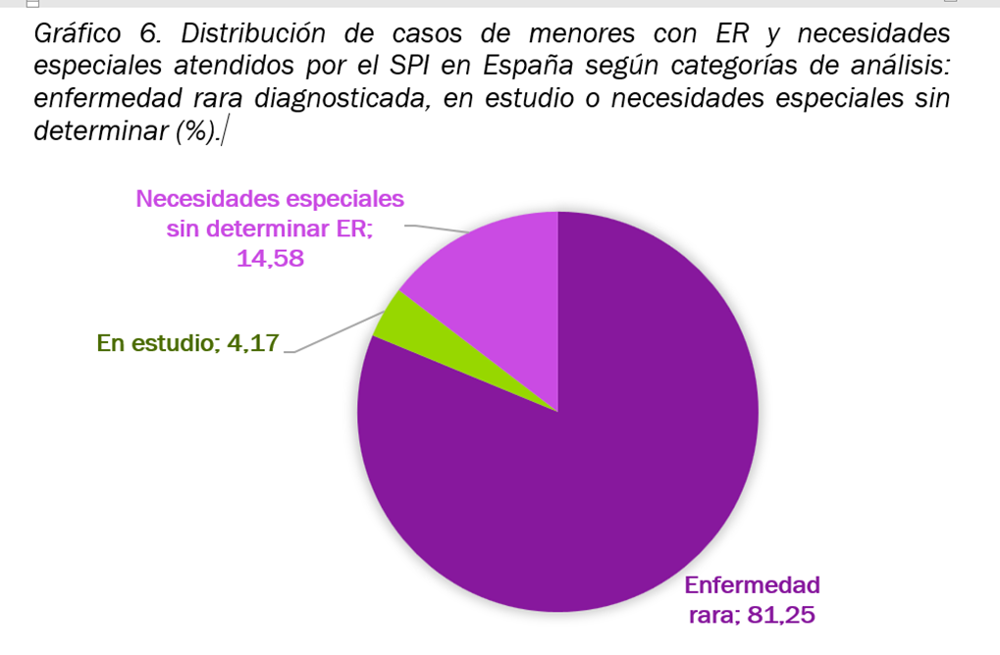 Gráfico 6. Distribución de casos de menores con ER y necesidades
especiales atendidos por el SPI en España según categorías de análisis:
enfermedad rara diagnosticada, en estudio o necesidades especiales sin
determinar (%).
Necesidades especiales
sin determinar ER;
14,58
En estudio; 4,17
Enfermedad
rara; 81,25